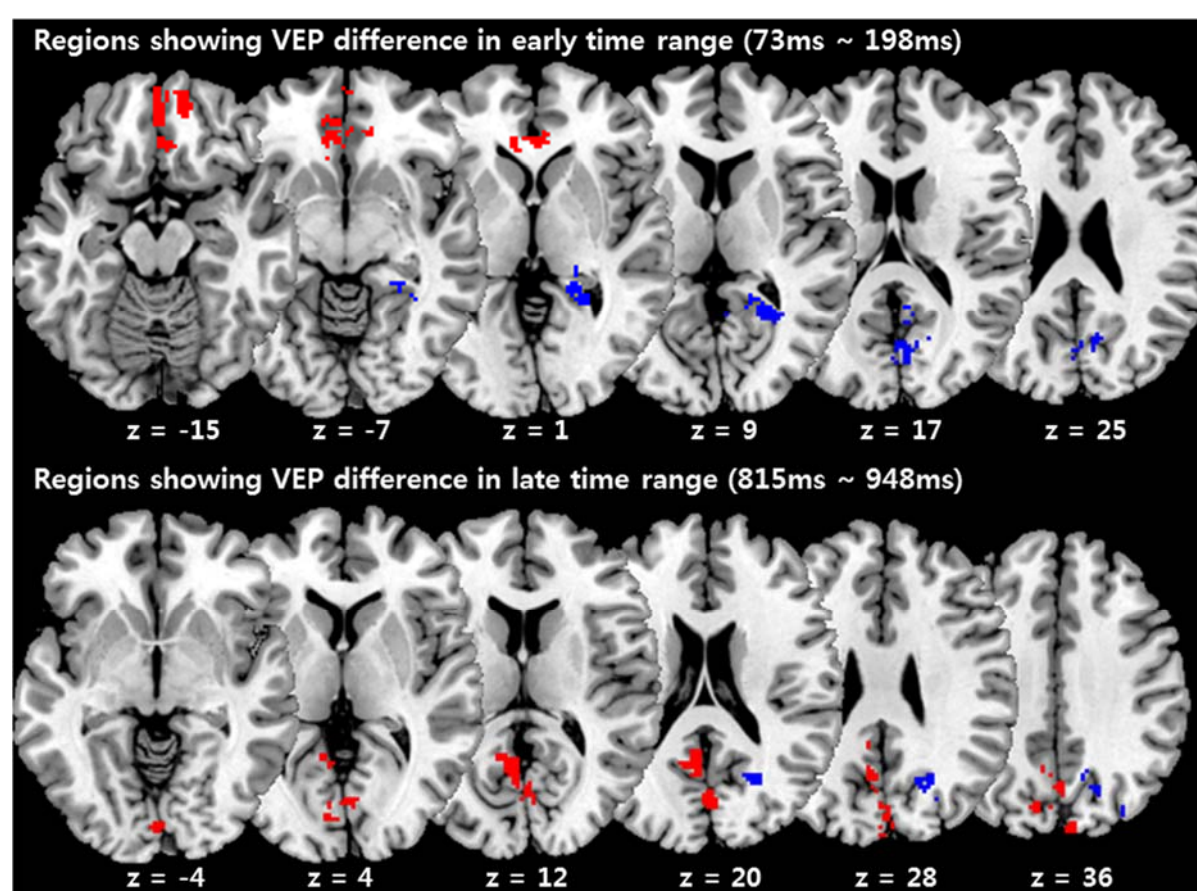 Regions showing VEP difference in early time range (73ms ~ 198ms)
z = -15 z = -7 z = 1 z = 9 z = 17 z = 25
Regions showing VEP difference in late time range (815ms ~ 948ms)
z = -4 z = 4 z = 12 z = 20 z = 28 z = 36